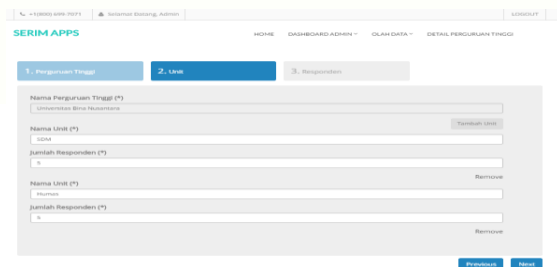 +1(800) 699-7071 Selamat Datang, Admin LOGOUT
SERIM APPS HOME DASHBOARD ADMIN OLAH DATA DETAIL PERGURUAN TINGGI
1. Perguruan Tinggi 2. Unit 3. Responden
Nama Perguruan Tinggi (*)
Universitas Bina Nusantara
Tambah Unit
Nama Unit (*)
SDM
Jumlah Responden (*)
Remove
Nama Unit (*)
Humas
Jumlah Responden (*)
Remove
Previous Next